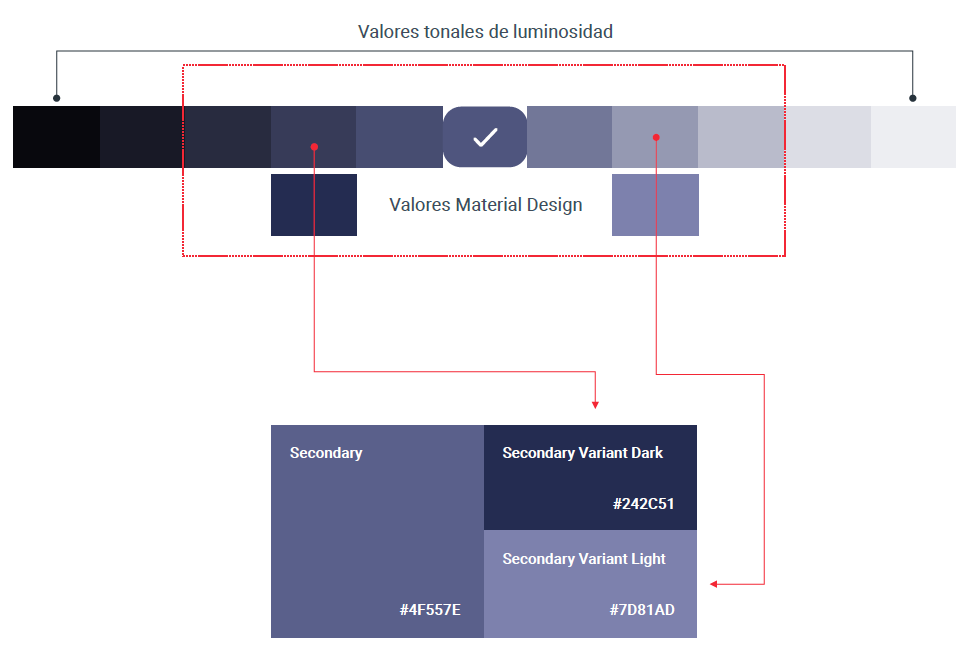 Valores tonales de luminosidad
Valores Material Design
Secondary
#4F557E
Secondary Variant Dark
#242C51
Secondary Variant Light
#7D81AD